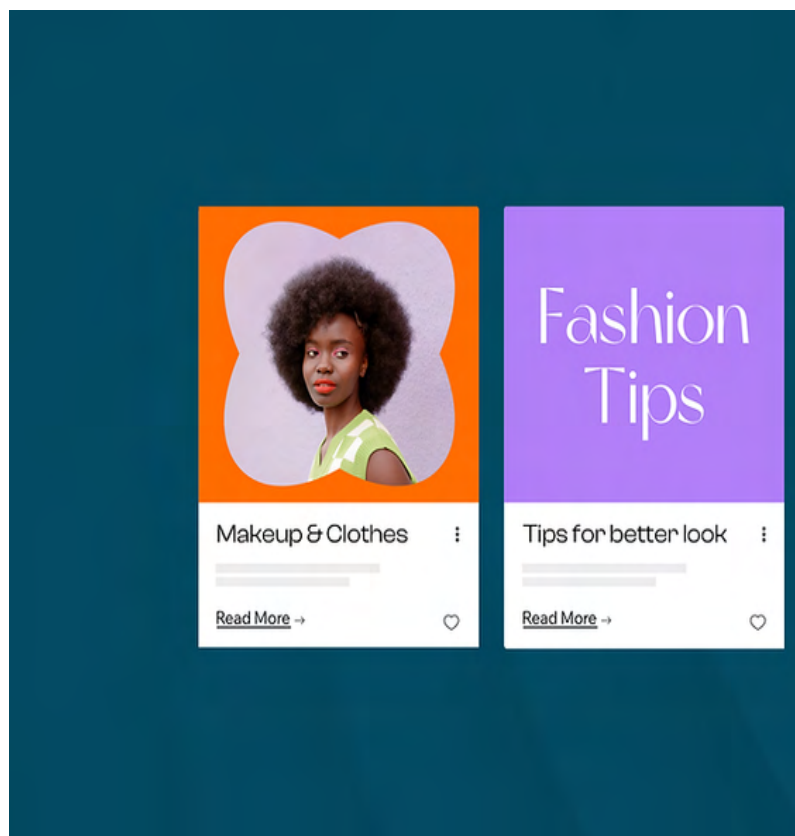 Fashion
Tips
Makeup & Clothes
Tips for better look
Read More →
Read More →